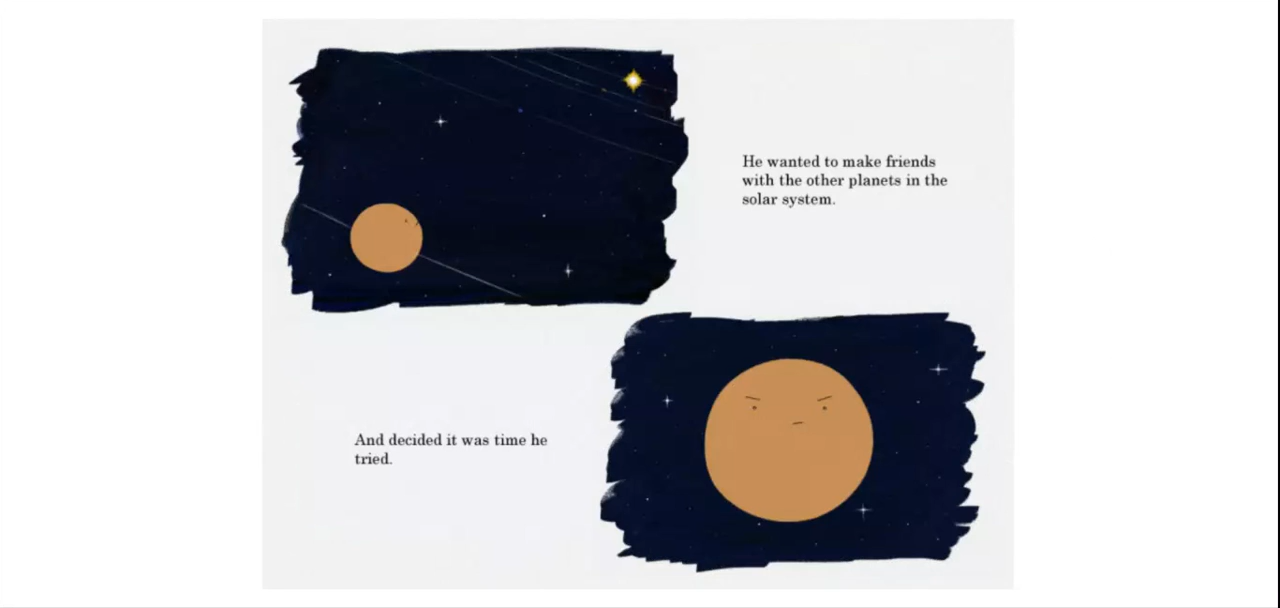 He wanted to make friends
with the other planets in the
solar system.
And decided it was time he
tried.